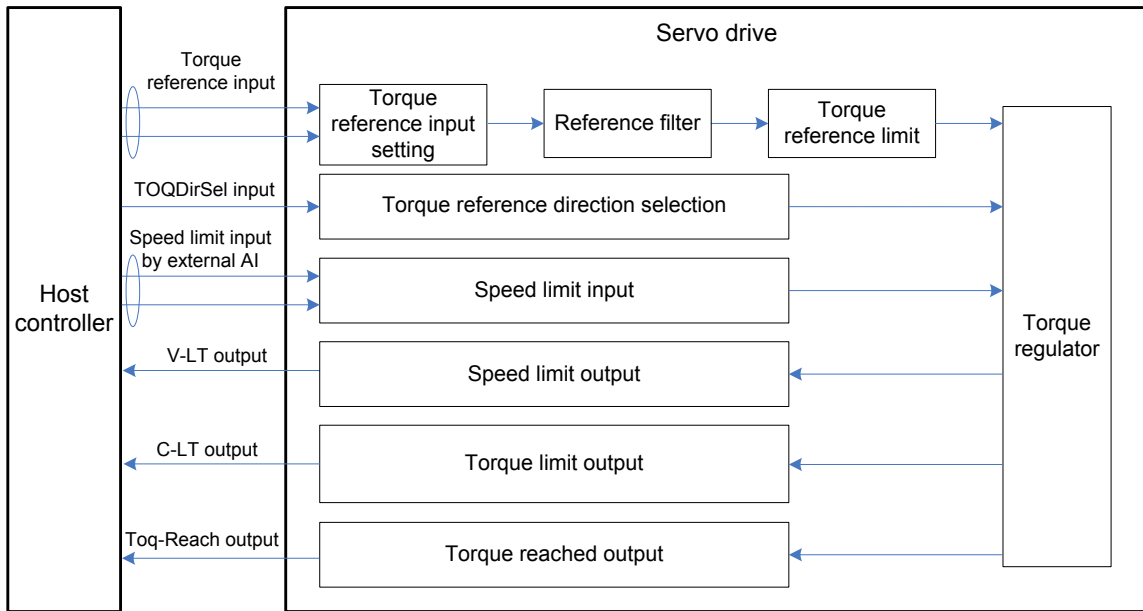 Servo drive
Torque
reference input
Torque
reference input
setting
Reference filter
Torque
reference limit
TOQDirSel input
Torque reference direction selection
Speed limit input
by external AI
Speed limit input
Host
controller
Torque
regulator
V-LT output
Speed limit output
C-LT output
Torque limit output
Toq-Reach output
Torque reached output